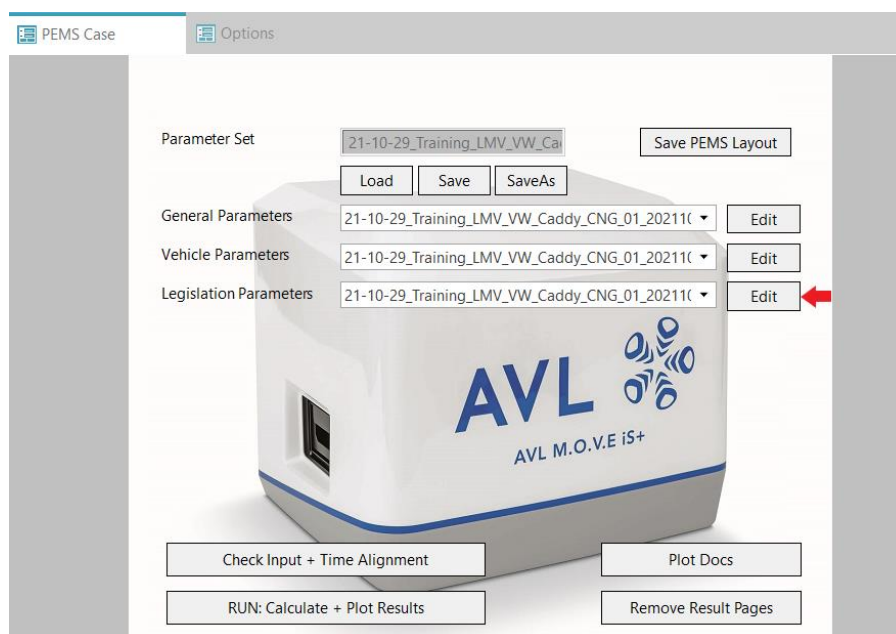 PEMS Case
Options
Parameter Set
21-10-29_Training_LMV_VW_Ca
Save PEMS Layout
Load
Save
SaveAs
General Parameters
21-10-29_Training_LMV_VW_Caddy_CNG_01_20211(
Edit
Vehicle Parameters
21-10-29_Training_LMV_VW_Caddy_CNG_01_20211(
Edit
Legislation Parameters
21-10-29_Training_LMV_VW_Caddy_CNG_01_20211(
Edit
AVL
AVL M.O.V.E iS+
Check Input + Time Alignment
Plot Docs
RUN: Calculate + Plot Results
Remove Result Pages